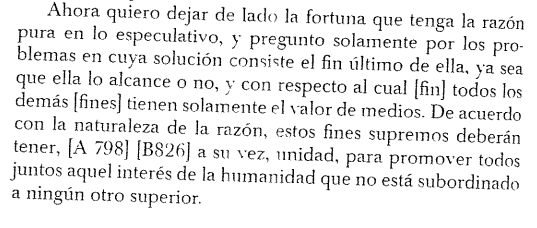 Ahora quiero dejar de lado la fortuna que tenga la razón
pura en lo especulativo, y pregunto solamente por los pro-
blemas en cuya solución consiste el fin último de ella, ya sea
que ella lo alcance o no, y con respecto al cual [fin] todos los
demás [fines] tienen solamente el valor de medios. De acuerdo
con la naturaleza de la razón, estos fines supremos deberán
tener, [A 798] [B826] a su vez, unidad, para promover todos
juntos aquel interés de la humanidad que no está subordinado
a ningún otro superior.